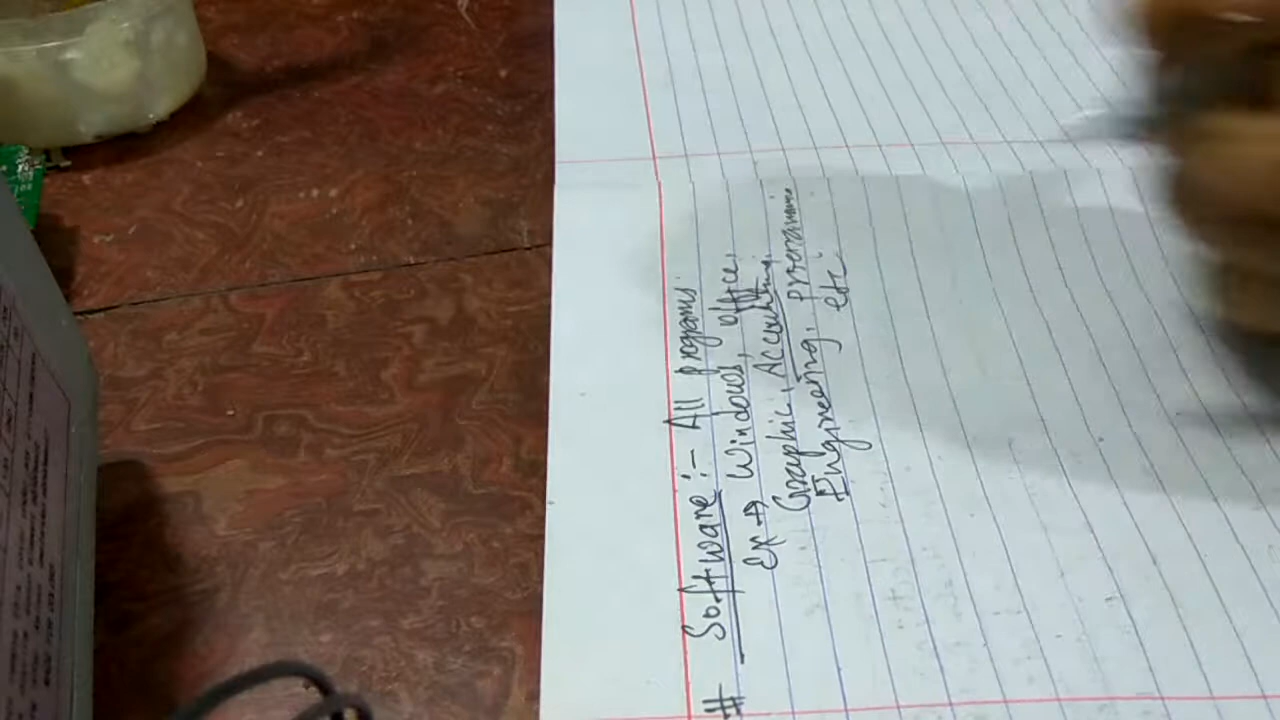 # Software :- All programs.
Ex → Windows, office,
Graphic, Accounting,
Engineering, programming
etc.